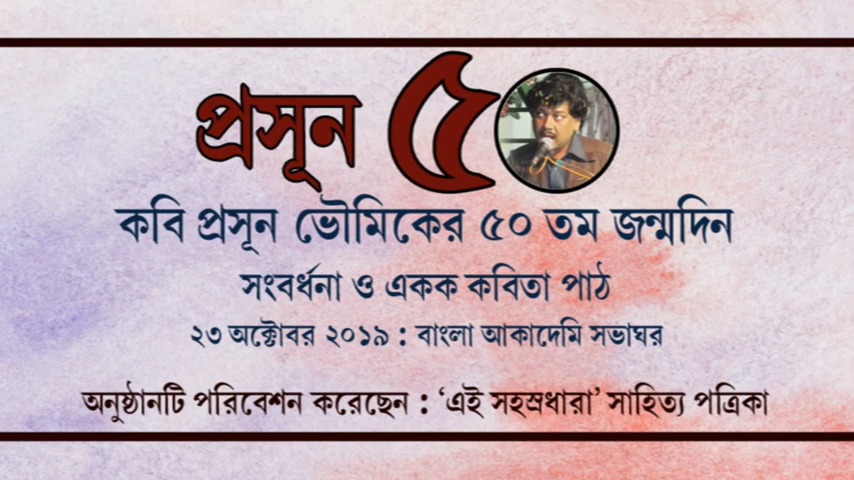 প্রসূন ৫০
কবি প্রসূন ভৌমিকের ৫০ তম জন্মদিন
সংবর্ধনা ও একক কবিতা পাঠ
২৩ অক্টোবর ২০১৯ : বাংলা আকাদেমি সভাঘর
অনুষ্ঠানটি পরিবেশন করেছেন : ‘এই সহস্রধারা’ সাহিত্য পত্রিকা